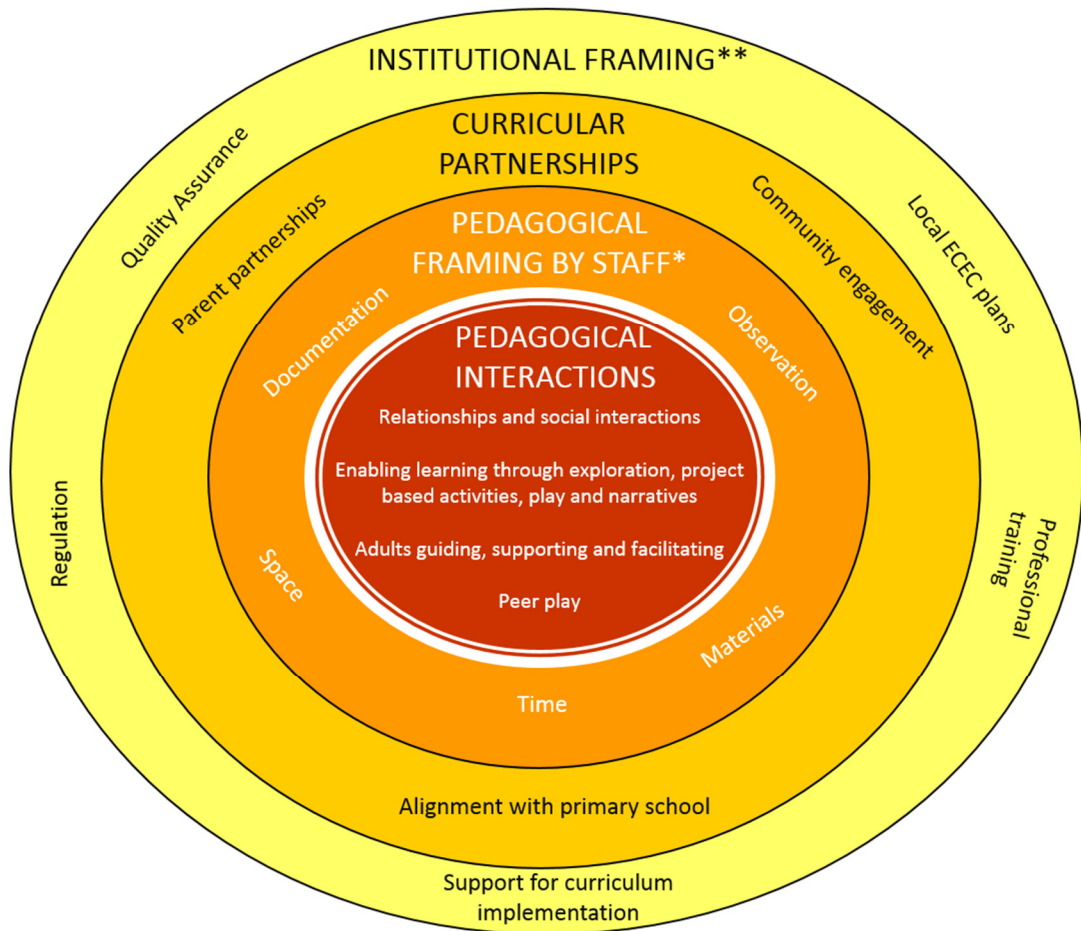 INSTITUTIONAL FRAMING**
Quality Assurance
Local ECEC plans
Regulation
Professional
training
Support for curriculum
implementation
CURRICULAR
PARTNERSHIPS
Parent partnerships
Community engagement
Alignment with primary school
PEDAGOGICAL
FRAMING BY STAFF*
Documentation
Observation
Space
Materials
Time
PEDAGOGICAL
INTERACTIONS
Relationships and social interactions
Enabling learning through exploration, project
based activities, play and narratives
Adults guiding, supporting and facilitating
Peer play